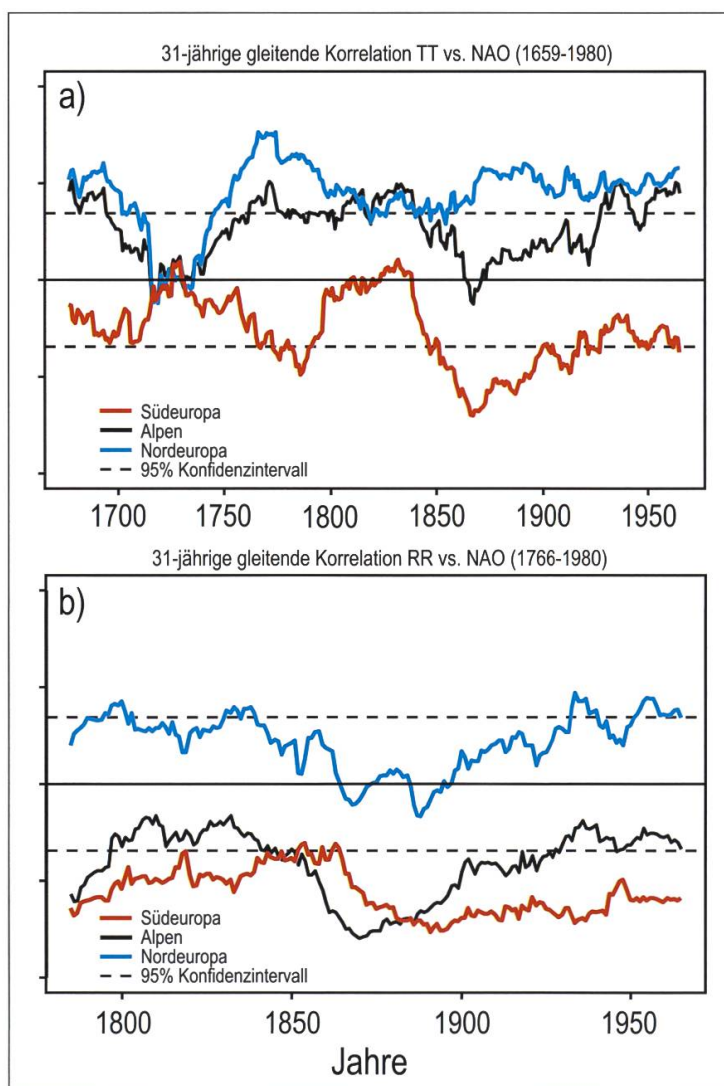 31-jährige gleitende Korrelation TT vs. NAO (1659-1980)
a)
Südeuropa
Alpen
Nordeuropa
95% Konfidenzintervall
1700 1750 1800 1850 1900 1950
31-jährige gleitende Korrelation RR vs. NAO (1766-1980)
b)
Südeuropa
Alpen
Nordeuropa
95% Konfidenzintervall
1800 1850 1900 1950
Jahre